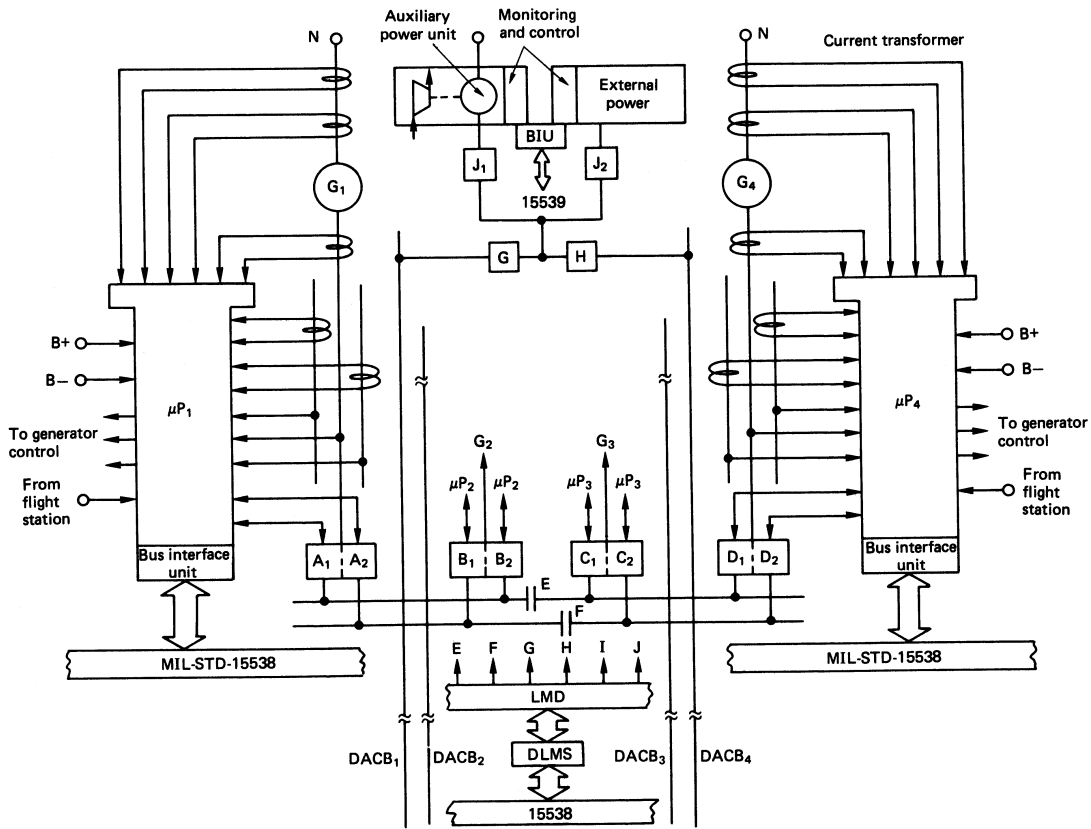 N
Auxiliary
power unit
Monitoring
and control
N
Current transformer
External
power
BIU
J1
J2
15539
G1
G4
G
H
B+
B−
μP1
To generator
control
From
flight
station
Bus interface
unit
MIL-STD-15538
B+
B−
μP4
To generator
control
From
flight
station
Bus interface
unit
MIL-STD-15538
G2
G3
μP2
μP2
μP3
μP3
A1
A2
B1
B2
C1
C2
D1
D2
E
F
E
F
G
H
I
J
LMD
DACB1
DACB2
DLMS
DACB3
DACB4
15538